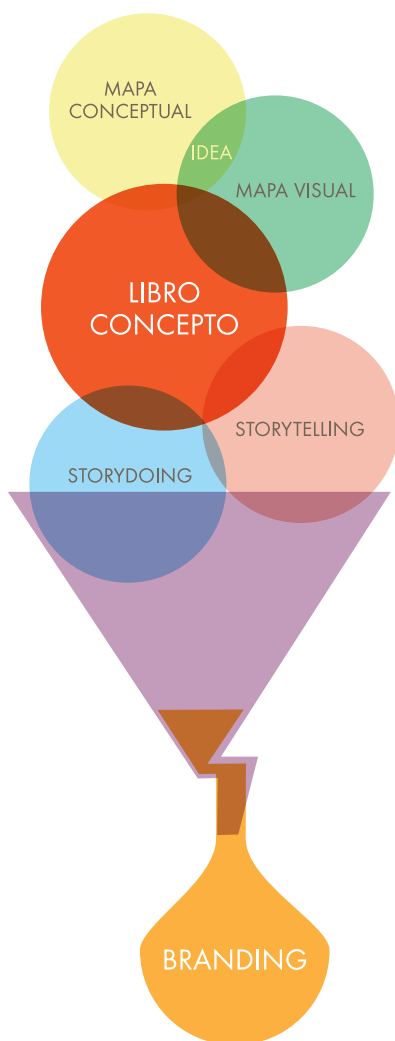 MAPA
CONCEPTUAL
IDEA
MAPA VISUAL
LIBRO
CONCEPTO
STORYTELLING
STORYDOING
BRANDING